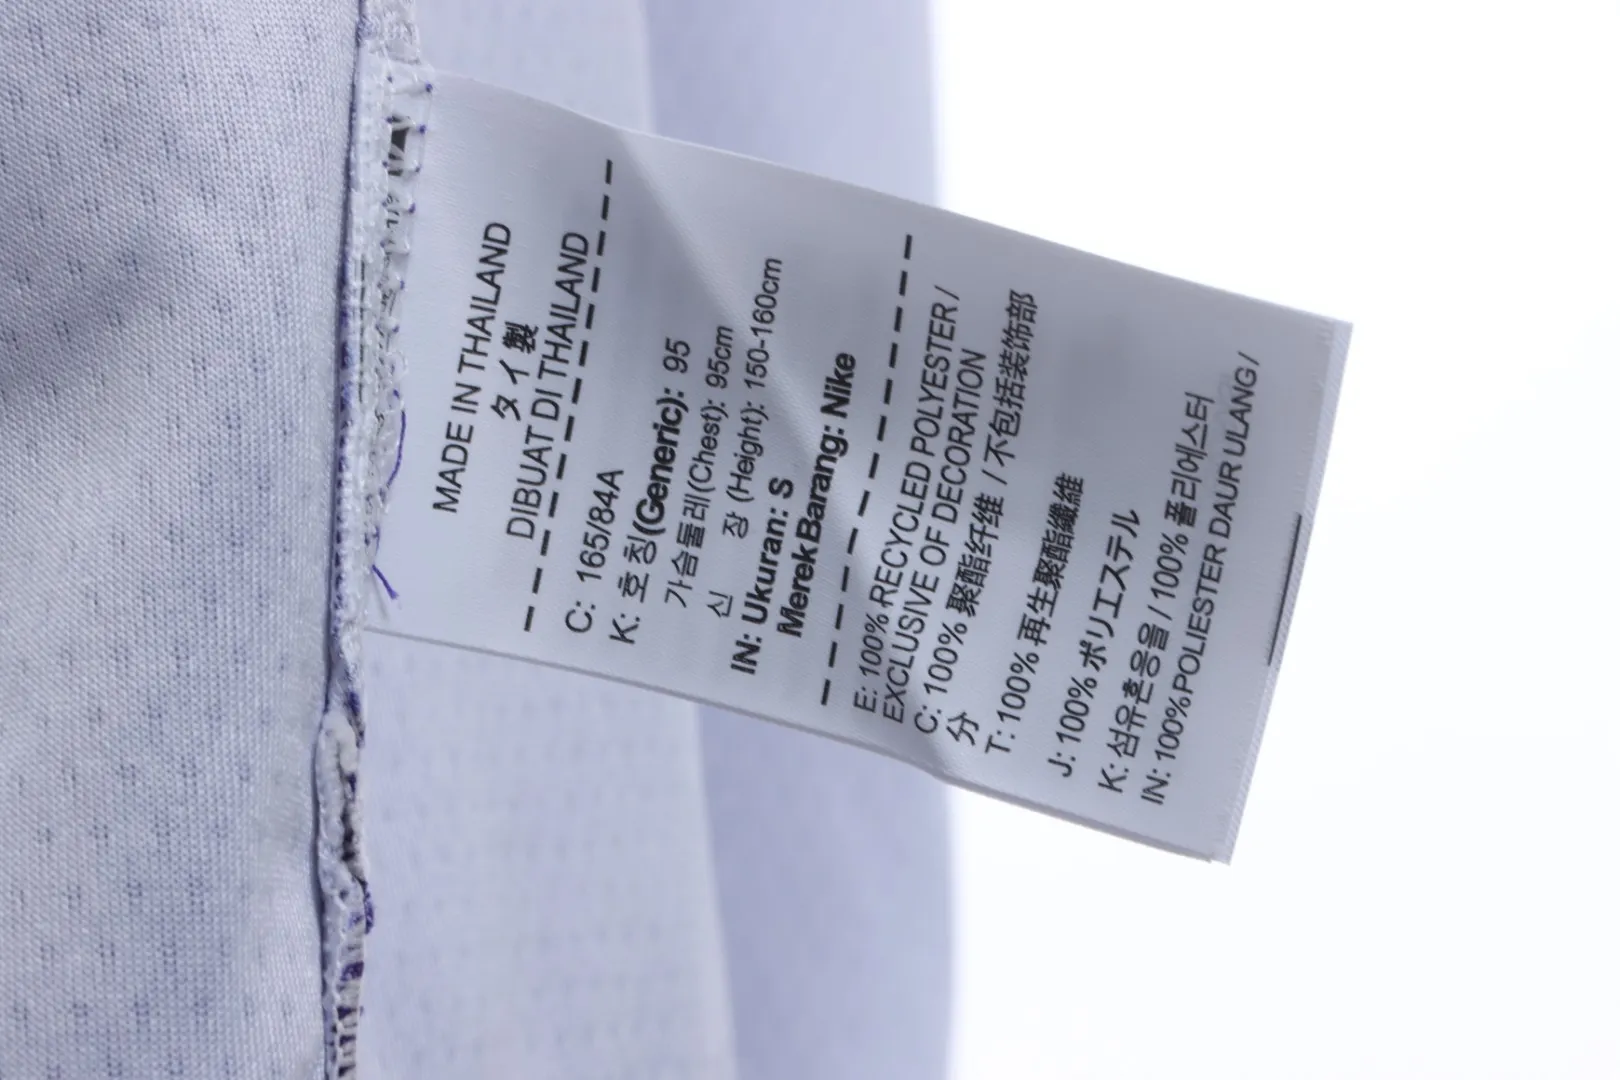 MADE IN THAILAND
タイ製
DIBUAT DI THAILAND
C: 165/84A
K: 호칭(Generic): 95
가슴둘레(Chest): 95cm
신 장 (Height): 150-160cm
IN: Ukuran: S
Merek Barang: Nike
E: 100% RECYCLED POLYESTER /
EXCLUSIVE OF DECORATION
C: 100% 聚酯纤维 / 不包括装饰部
分
T: 100% 再生聚酯纖維
J: 100% ポリエステル
K: 섬유혼용율 / 100% 폴리에스터
IN: 100% POLIESTER DAUR ULANG /